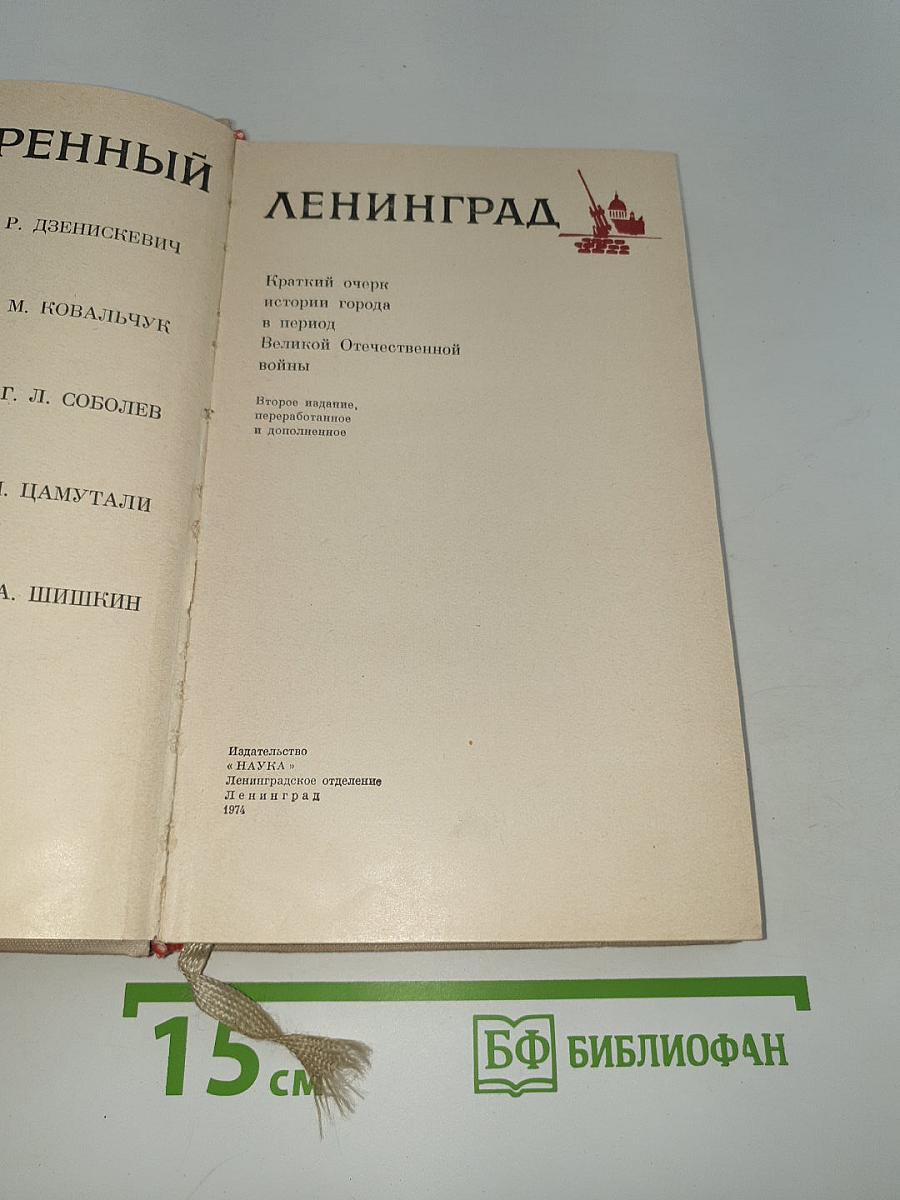 РЕННЫЙ
Р. ДЗЕНИСКЕВИЧ
М. КОВАЛЬЧУК
Г. Л. СОБОЛЕВ
ЦАМУТАЛИ
А. ШИШКИН
ЛЕНИНГРАД
Краткий очерк
истории города
в период
Великой Отечественной
войны
Второе издание,
переработанное
и дополненное
Издательство
«НАУКА»
Ленинградское отделение
Ленинград
1974
15 см
БФ БИБЛИОФАН